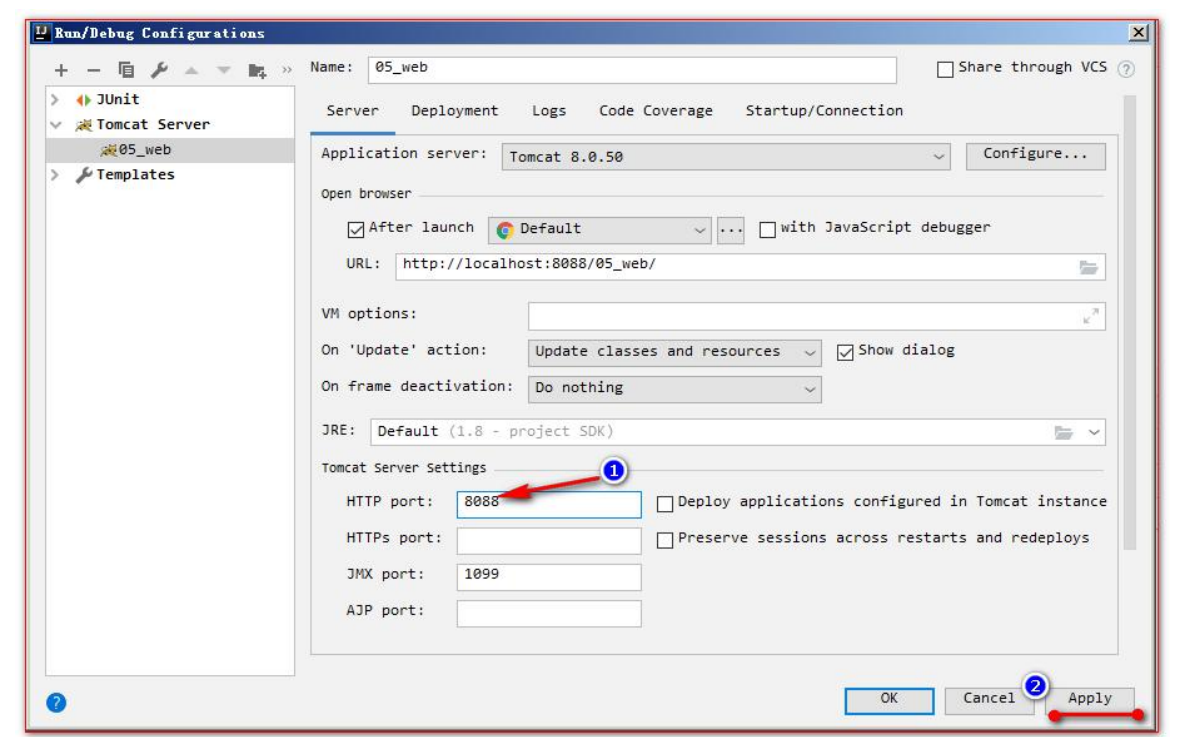 Run/Debug Configurations
Name: 05_web Share through VCS
JUnit
Tomcat Server
05_web
Templates
Server Deployment Logs Code Coverage Startup/Connection
Application server: Tomcat 8.0.50 Configure...
Open browser
After launch Default ... with JavaScript debugger
URL: http://localhost:8088/05_web/
VM options:
On 'Update' action: Update classes and resources Show dialog
On frame deactivation: Do nothing
JRE: Default (1.8 - project SDK)
Tomcat Server Settings 1
HTTP port: 8088 Deploy applications configured in Tomcat instance
HTTPs port: Preserve sessions across restarts and redeploys
JMX port: 1099
AJP port:
2
OK Cancel Apply